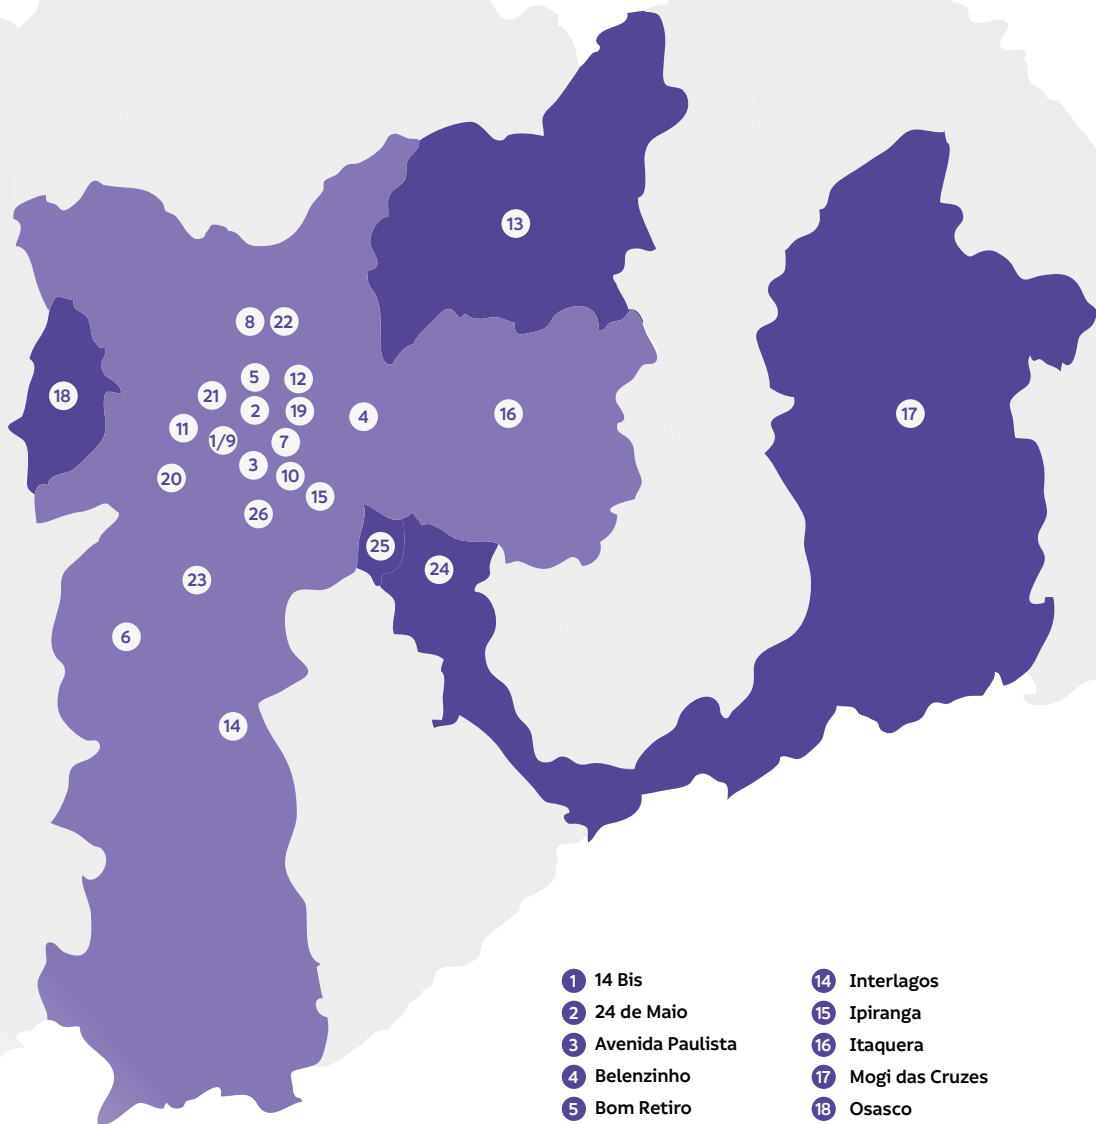 13
8 22
5 12
18 21 2 19 4 16 17
11 1/9 7
3 10
20 15
26
25
24
23
6
14
1 14 Bis
2 24 de Maio
3 Avenida Paulista
4 Belenzinho
5 Bom Retiro
14 Interlagos
15 Ipiranga
16 Itaquera
17 Mogi das Cruzes
18 Osasco